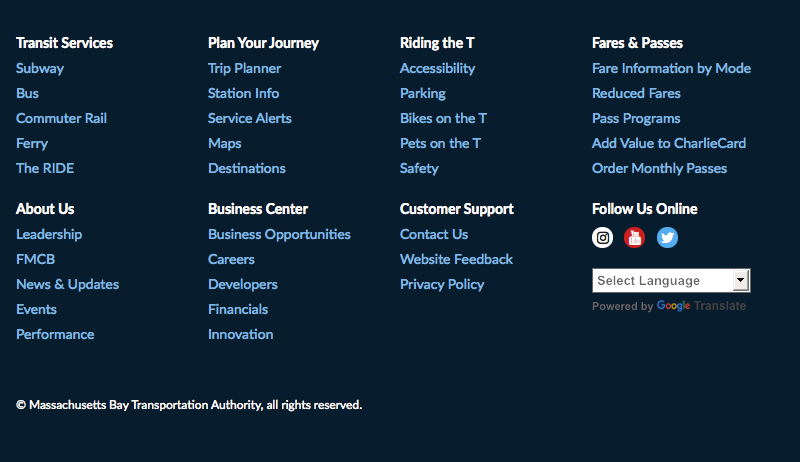 Transit Services
Subway
Bus
Commuter Rail
Ferry
The RIDE
Plan Your Journey
Trip Planner
Station Info
Service Alerts
Maps
Destinations
Riding the T
Accessibility
Parking
Bikes on the T
Pets on the T
Safety
Fares & Passes
Fare Information by Mode
Reduced Fares
Pass Programs
Add Value to CharlieCard
Order Monthly Passes
About Us
Leadership
FMCB
News & Updates
Events
Performance
Business Center
Business Opportunities
Careers
Developers
Financials
Innovation
Customer Support
Contact Us
Website Feedback
Privacy Policy
Follow Us Online
Select Language
Powered by Google Translate
© Massachusetts Bay Transportation Authority, all rights reserved.